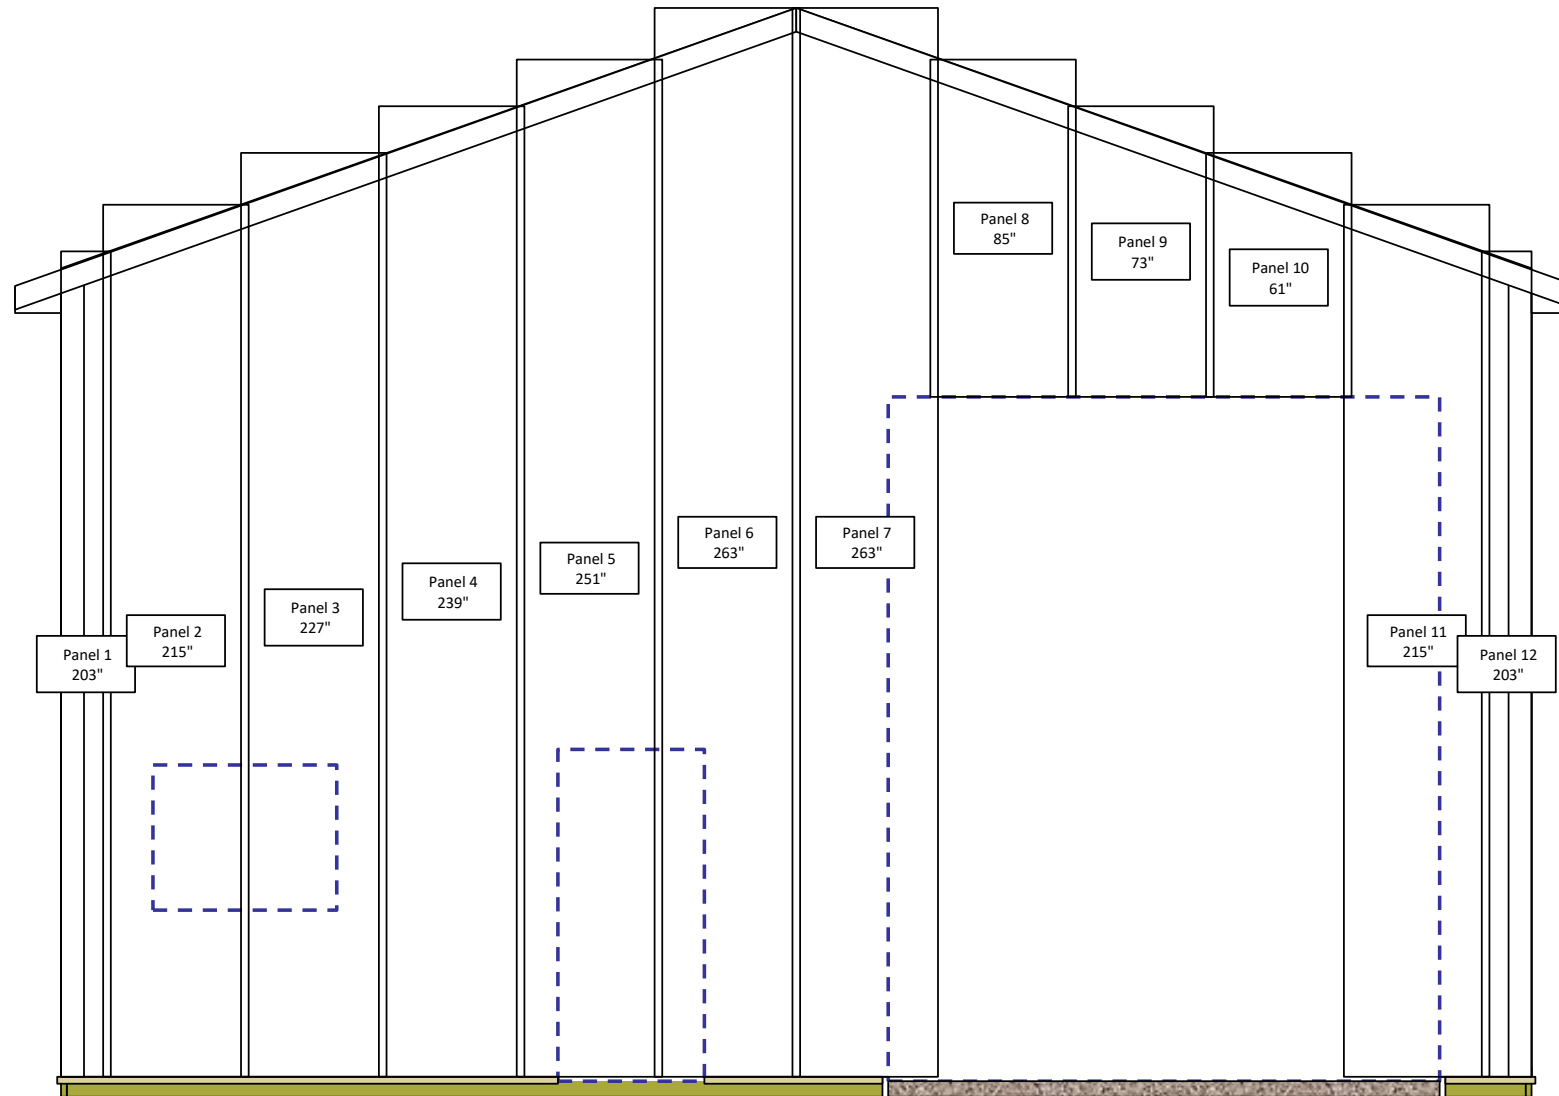 Panel 1
203"
Panel 2
215"
Panel 3
227"
Panel 4
239"
Panel 5
251"
Panel 6
263"
Panel 7
263"
Panel 8
85"
Panel 9
73"
Panel 10
61"
Panel 11
215"
Panel 12
203"